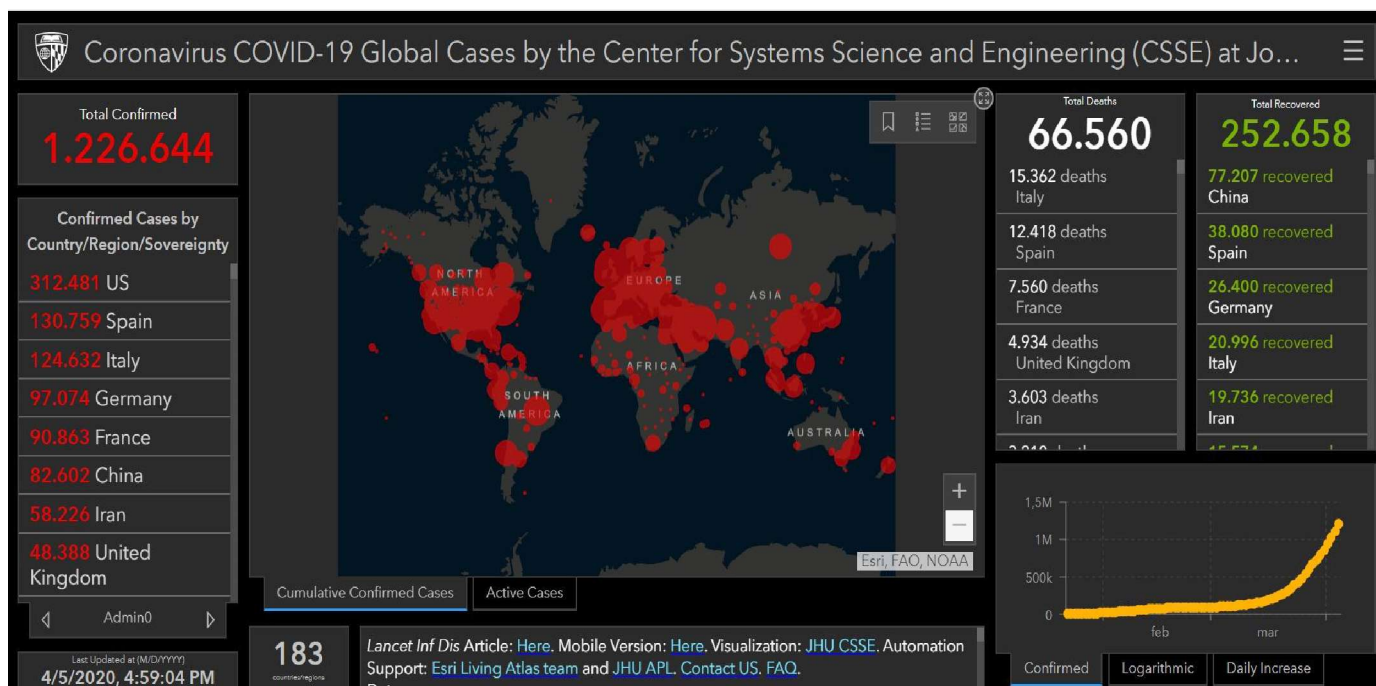 Coronavirus COVID-19 Global Cases by the Center for Systems Science and Engineering (CSSE) at Jo...
Total Confirmed
1.226.644
Confirmed Cases by
Country/Region/Sovereignty
312.481 US
130.759 Spain
124.632 Italy
97.074 Germany
90.863 France
82.602 China
58.226 Iran
48.388 United
Kingdom
Admin0
Last Updated at (M/D/YYYY)
4/5/2020, 4:59:04 PM
NORTH
AMERICA
EUROPE
ASIA
AFRICA
SOUTH
AMERICA
AUSTRALIA
+
−
Esri, FAO, NOAA
Cumulative Confirmed Cases
Active Cases
183
countries/regions
Lancet Inf Dis Article: Here. Mobile Version: Here. Visualization: JHU CSSE. Automation
Support: Esri Living Atlas team and JHU APL. Contact US. FAQ.
Total Deaths
66.560
15.362 deaths
Italy
12.418 deaths
Spain
7.560 deaths
France
4.934 deaths
United Kingdom
3.603 deaths
Iran
Total Recovered
252.658
77.207 recovered
China
38.080 recovered
Spain
26.400 recovered
Germany
20.996 recovered
Italy
19.736 recovered
Iran
1,5M
1M
500k
0
feb
mar
Confirmed
Logarithmic
Daily Increase